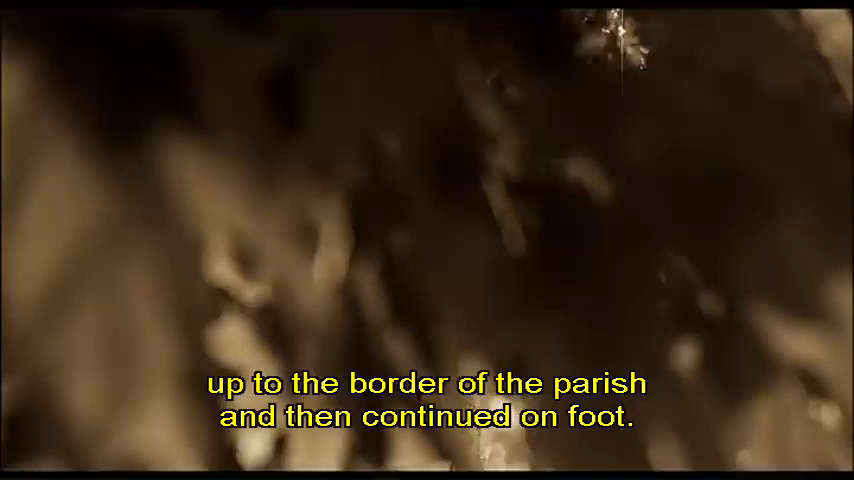 up to the border of the parish
and then continued on foot.